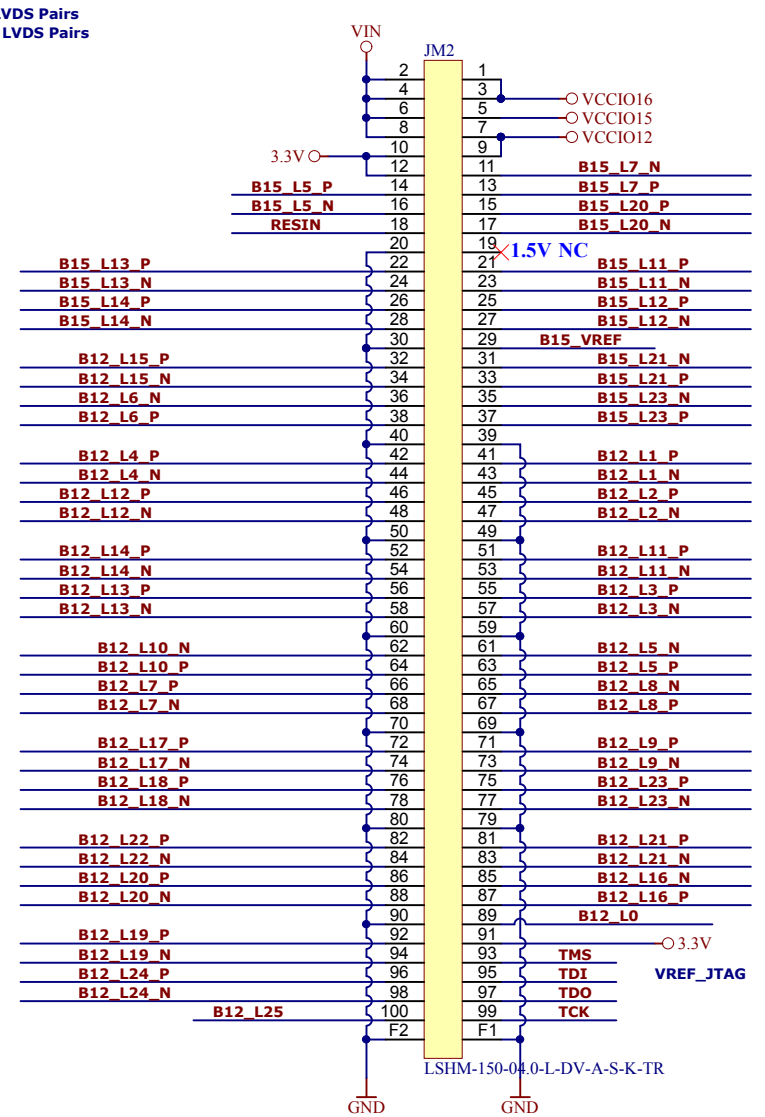 LVDS Pairs
LVDS Pairs
VIN
JM2
2 1
4 3 VCCIO16
6 5 VCCIO15
8 7 VCCIO12
3.3V 10 9
12 11 B15_L7_N
B15_L5_P 14 13 B15_L7_P
B15_L5_N 16 15 B15_L20_P
RESIN 18 17 B15_L20_N
20 19 1.5V NC
B15_L13_P 22 21 B15_L11_P
B15_L13_N 24 23 B15_L11_N
B15_L14_P 26 25 B15_L12_P
B15_L14_N 28 27 B15_L12_N
30 29 B15_VREF
B12_L15_P 32 31 B15_L21_N
B12_L15_N 34 33 B15_L21_P
B12_L6_N 36 35 B15_L23_N
B12_L6_P 38 37 B15_L23_P
40 39
B12_L4_P 42 41 B12_L1_P
B12_L4_N 44 43 B12_L1_N
B12_L12_P 46 45 B12_L2_P
B12_L12_N 48 47 B12_L2_N
50 49
B12_L14_P 52 51 B12_L11_P
B12_L14_N 54 53 B12_L11_N
B12_L13_P 56 55 B12_L3_P
B12_L13_N 58 57 B12_L3_N
60 59
B12_L10_N 62 61 B12_L5_N
B12_L10_P 64 63 B12_L5_P
B12_L7_P 66 65 B12_L8_N
B12_L7_N 68 67 B12_L8_P
70 69
B12_L17_P 72 71 B12_L9_P
B12_L17_N 74 73 B12_L9_N
B12_L18_P 76 75 B12_L23_P
B12_L18_N 78 77 B12_L23_N
80 79
B12_L22_P 82 81 B12_L21_P
B12_L22_N 84 83 B12_L21_N
B12_L20_P 86 85 B12_L16_N
B12_L20_N 88 87 B12_L16_P
90 89 B12_L0
B12_L19_P 92 91 3.3V
B12_L19_N 94 93 TMS
B12_L24_P 96 95 TDI VREF_JTAG
B12_L24_N 98 97 TDO
B12_L25 100 99 TCK
F2 F1
LSHM-150-04.0-L-DV-A-S-K-TR
GND GND